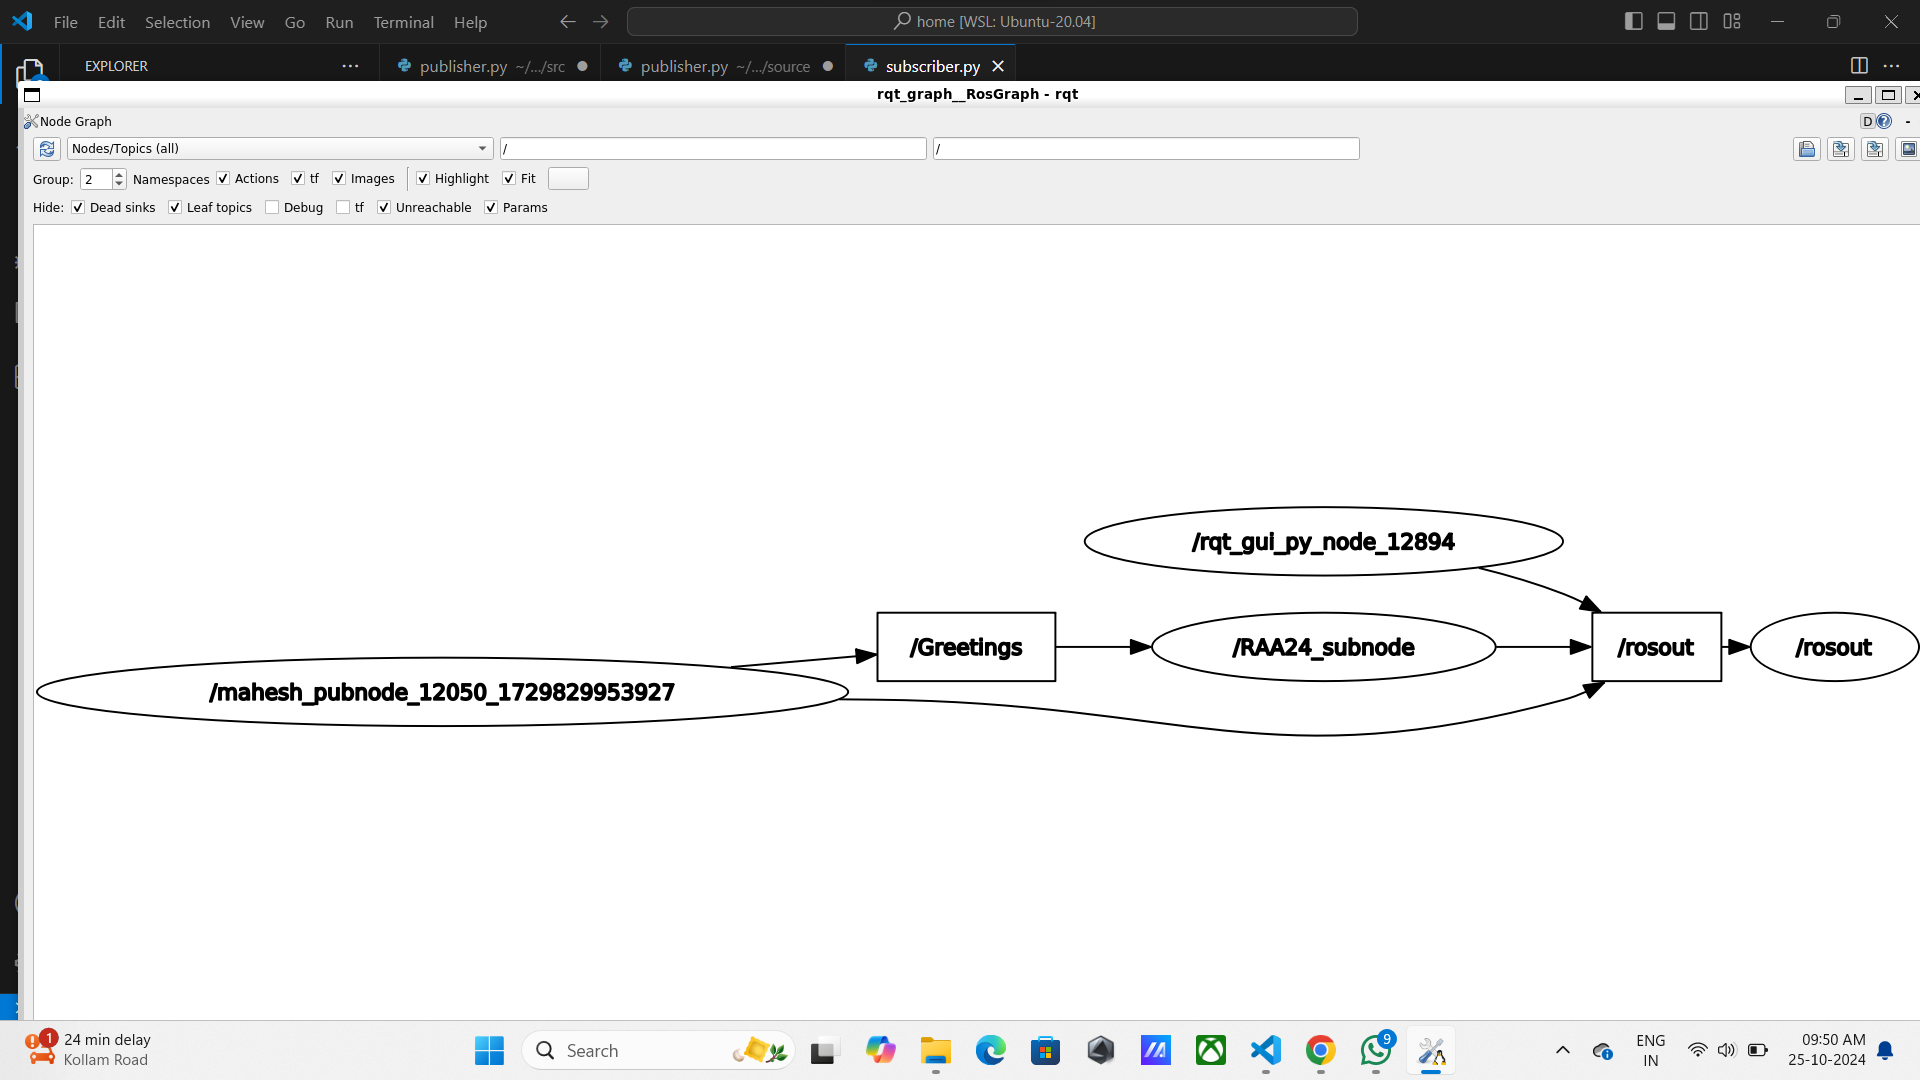 File Edit Selection View Go Run Terminal Help
home [WSL: Ubuntu-20.04]
EXPLORER
publisher.py ~/.../src
publisher.py ~/.../source
subscriber.py
rqt_graph__RosGraph - rqt
Node Graph
D
Nodes/Topics (all)
/
/
Group: 2 Namespaces Actions tf Images Highlight Fit
Hide: Dead sinks Leaf topics Debug tf Unreachable Params
/rqt_gui_py_node_12894
/Greetings
/RAA24_subnode
/rosout
/rosout
/mahesh_pubnode_12050_1729829953927
1
24 min delay
Kollam Road
Search
9
ENG
IN
09:50 AM
25-10-2024